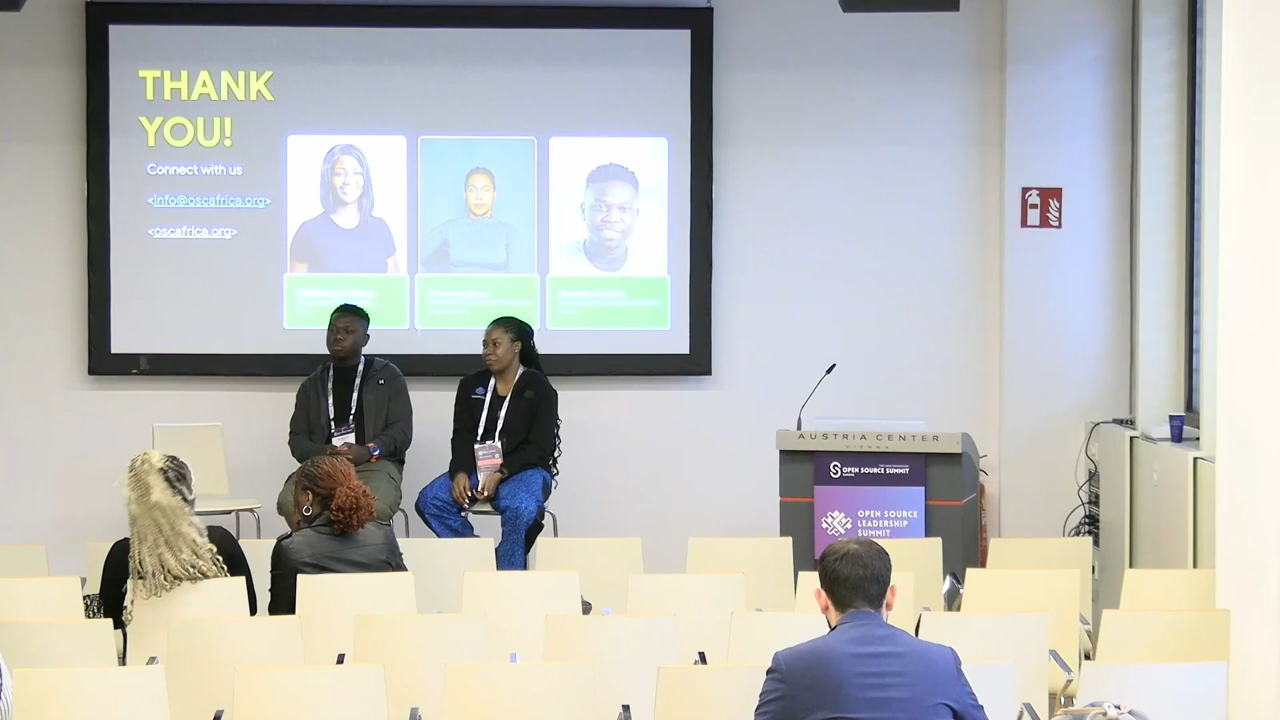 THANK
YOU!
Connect with us
<info@oscafrica.org>
<oscafrica.org>
AUSTRIA CENTER
VIENNA
OPEN SOURCE SUMMIT
OPEN SOURCE
LEADERSHIP
SUMMIT